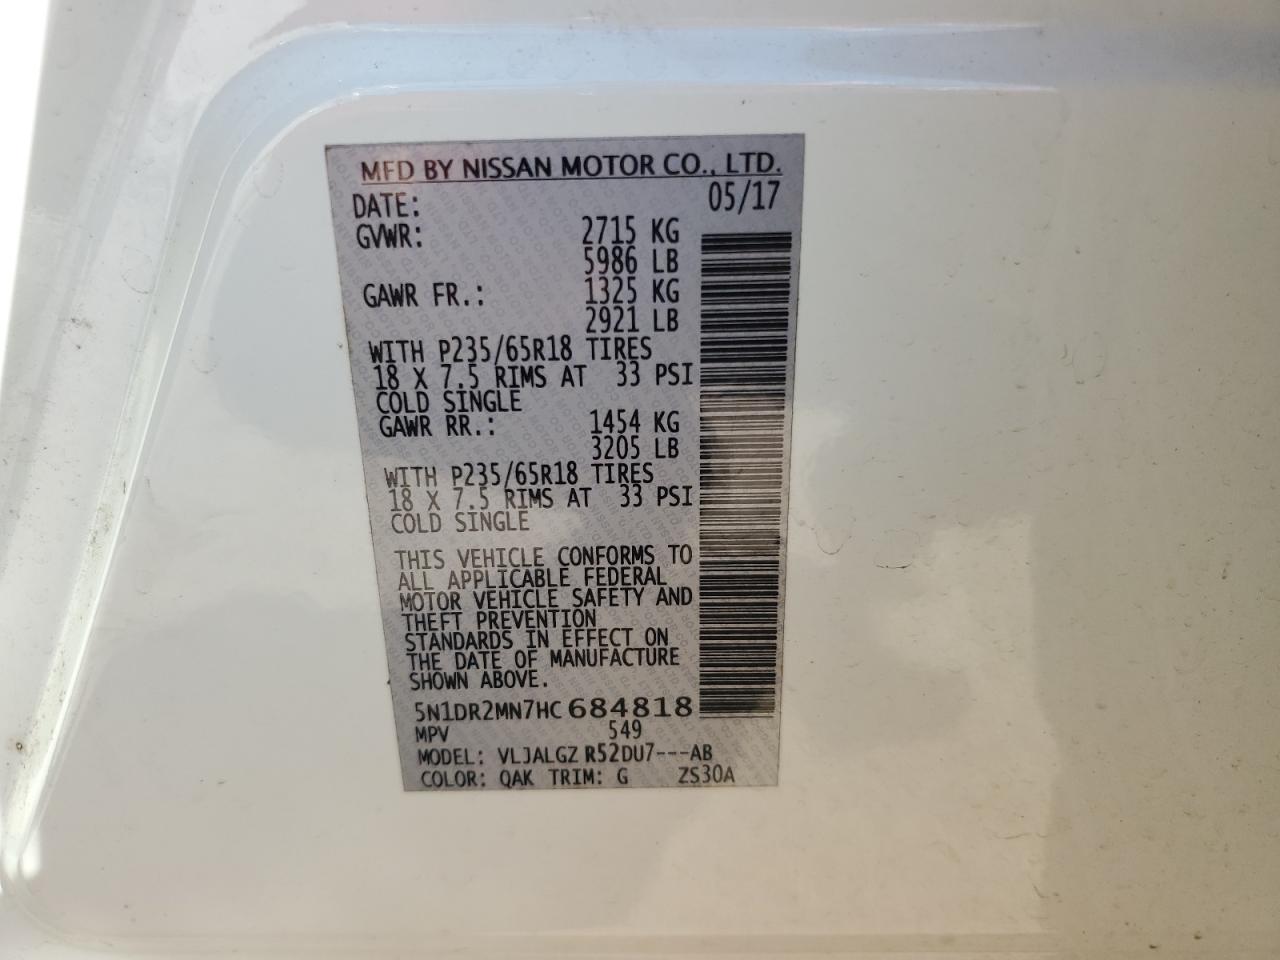 MFD BY NISSAN MOTOR CO., LTD.
DATE: 05/17
GVWR: 2715 KG
5986 LB
GAWR FR.: 1325 KG
2921 LB
WITH P235/65R18 TIRES
18 X 7.5 RIMS AT 33 PSI
COLD SINGLE
GAWR RR.: 1454 KG
3205 LB
WITH P235/65R18 TIRES
18 X 7.5 RIMS AT 33 PSI
COLD SINGLE
THIS VEHICLE CONFORMS TO
ALL APPLICABLE FEDERAL
MOTOR VEHICLE SAFETY AND
THEFT PREVENTION
STANDARDS IN EFFECT ON
THE DATE OF MANUFACTURE
SHOWN ABOVE.
5N1DR2MN7HC684818
MPV 549
MODEL: VLJALGZ R52DU7---AB
COLOR: QAK TRIM: G ZS30A